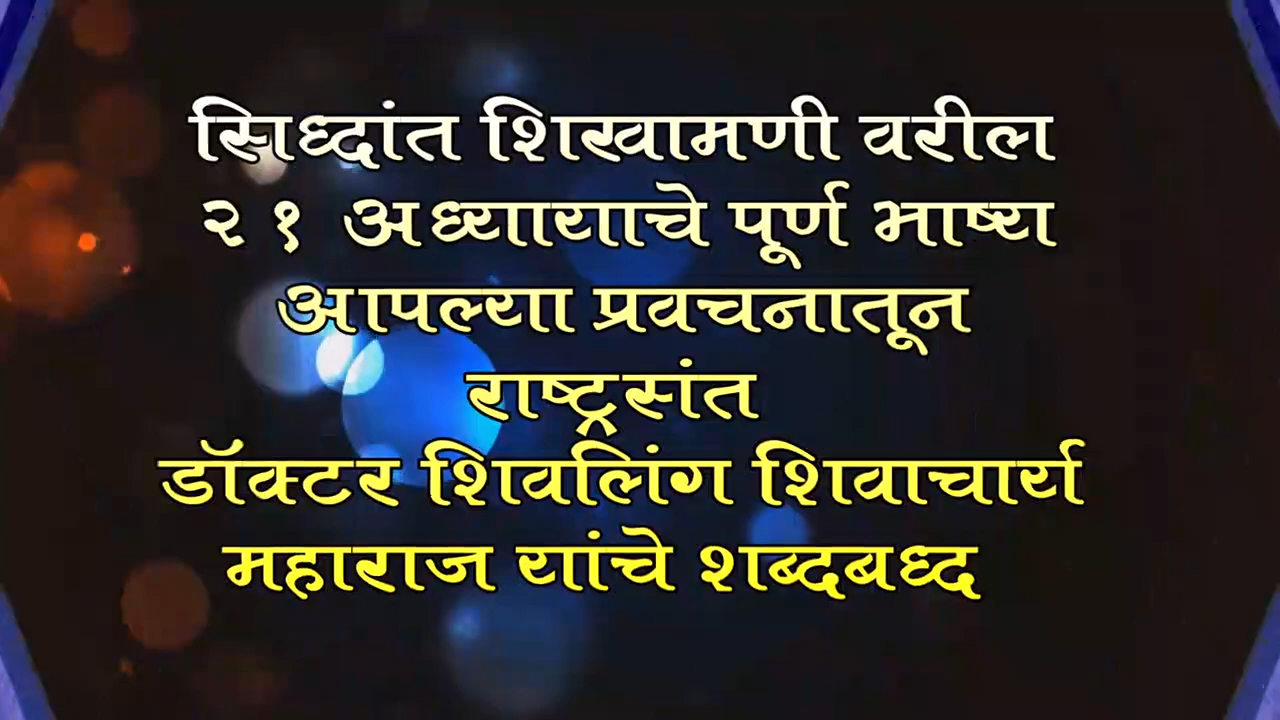 सिध्दांत शिखामणी वरील
२१ अध्यायाचे पूर्ण भाष्य
आपल्या प्रवचनातून
राष्ट्रसंत
डॉक्टर शिवलिंग शिवाचार्य
महाराज यांचे शब्दबध्द